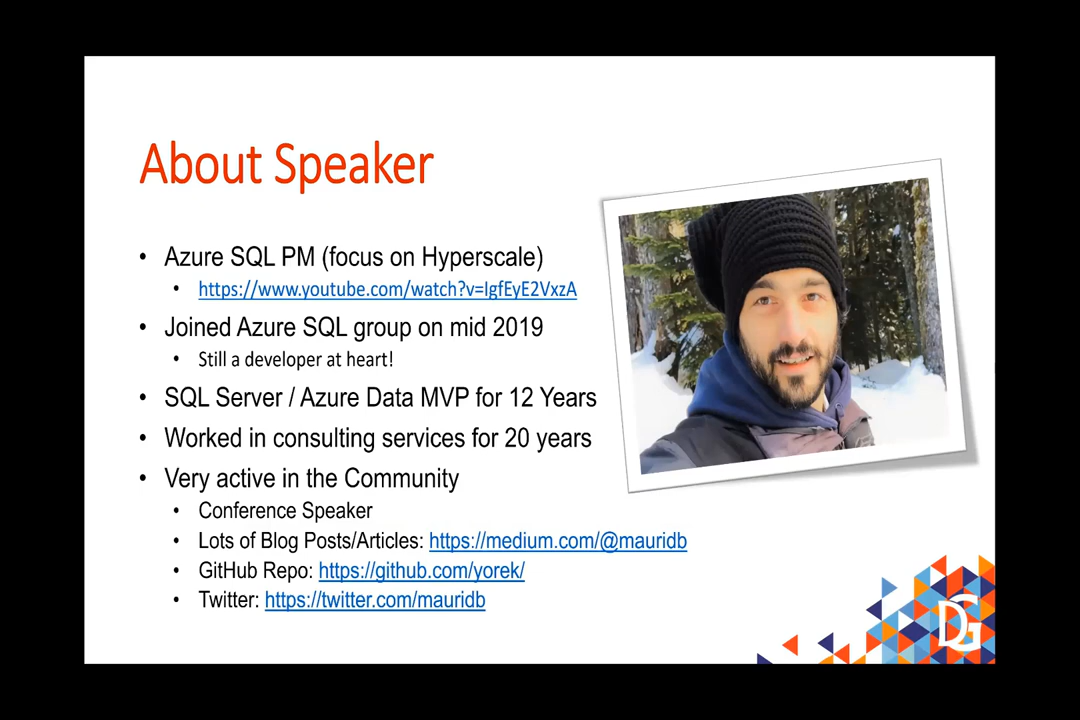 About Speaker
Azure SQL PM (focus on Hyperscale)
https://www.youtube.com/watch?v=IgfEyE2VxzA
Joined Azure SQL group on mid 2019
Still a developer at heart!
SQL Server / Azure Data MVP for 12 Years
Worked in consulting services for 20 years
Very active in the Community
Conference Speaker
Lots of Blog Posts/Articles: https://medium.com/@mauridb
GitHub Repo: https://github.com/yorek/
Twitter: https://twitter.com/mauridb
DG